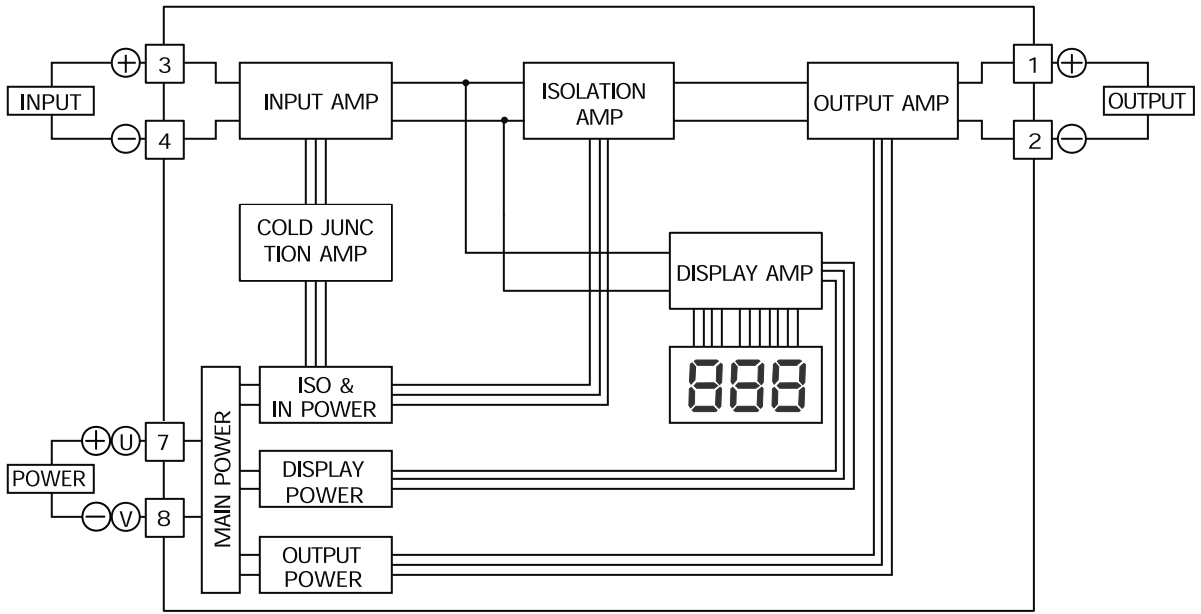 3
1
INPUT
INPUT AMP
ISOLATION
AMP
OUTPUT AMP
OUTPUT
4
2
COLD JUNC
TION AMP
DISPLAY AMP
888
MAIN POWER
ISO &
IN POWER
7
U
POWER
DISPLAY
POWER
8
V
OUTPUT
POWER